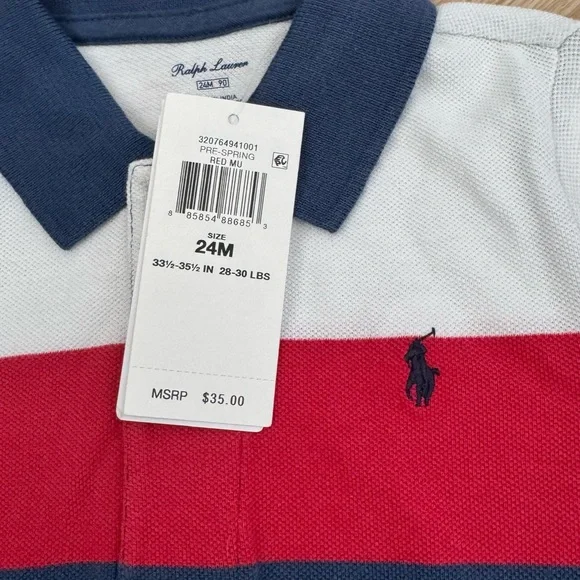 Ralph Lauren
24M 90
INDIA
320764941001
PRE-SPRING
RED MU
8 85854 88685 3
SIZE
24M
33½-35½ IN 28-30 LBS
MSRP $35.00